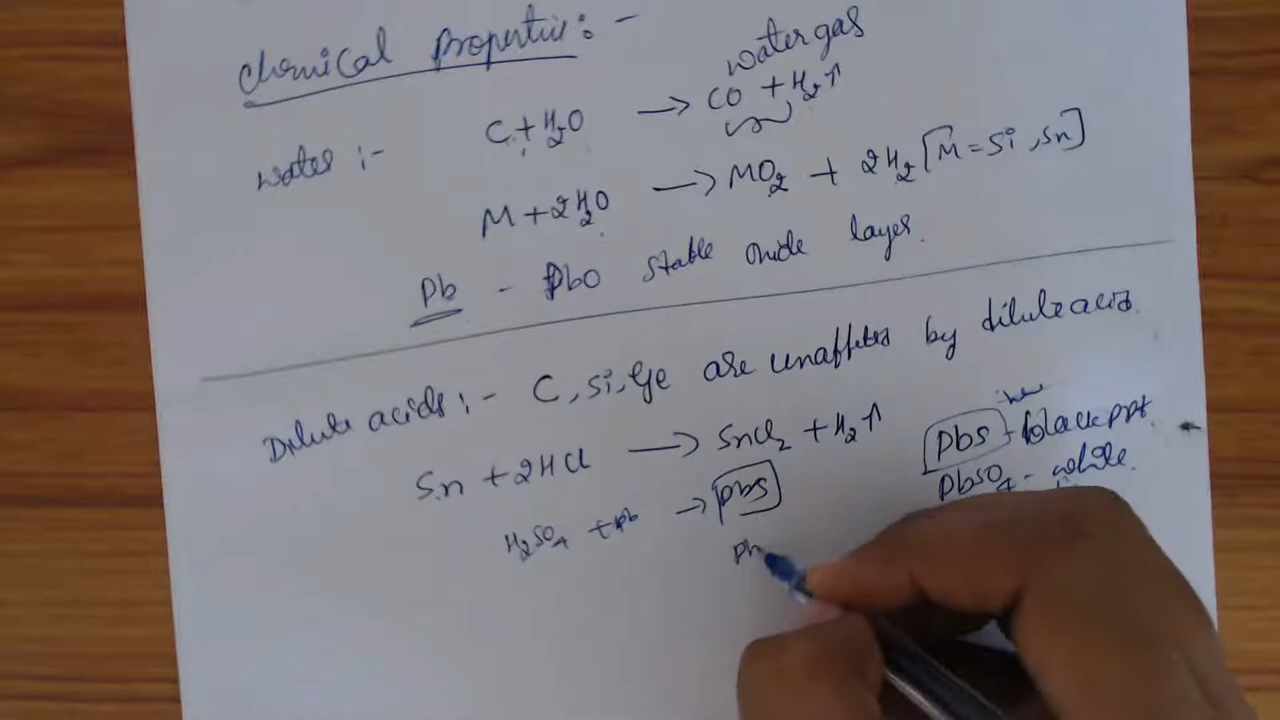 Chemical Properties:-
water gas
water :- C + H2O → CO + H2↑
M + 2H2O → MO2 + 2H2 [M = Si, Sn]
Pb - PbO stable oxide layer.
Dilute acids :- C, Si, Ge are unaffected by dilute acid.
Sn + 2HCl → SnCl2 + H2↑
PbS - black ppt.
H2SO4 + Pb → PbS
PbSO4 - white
Pb